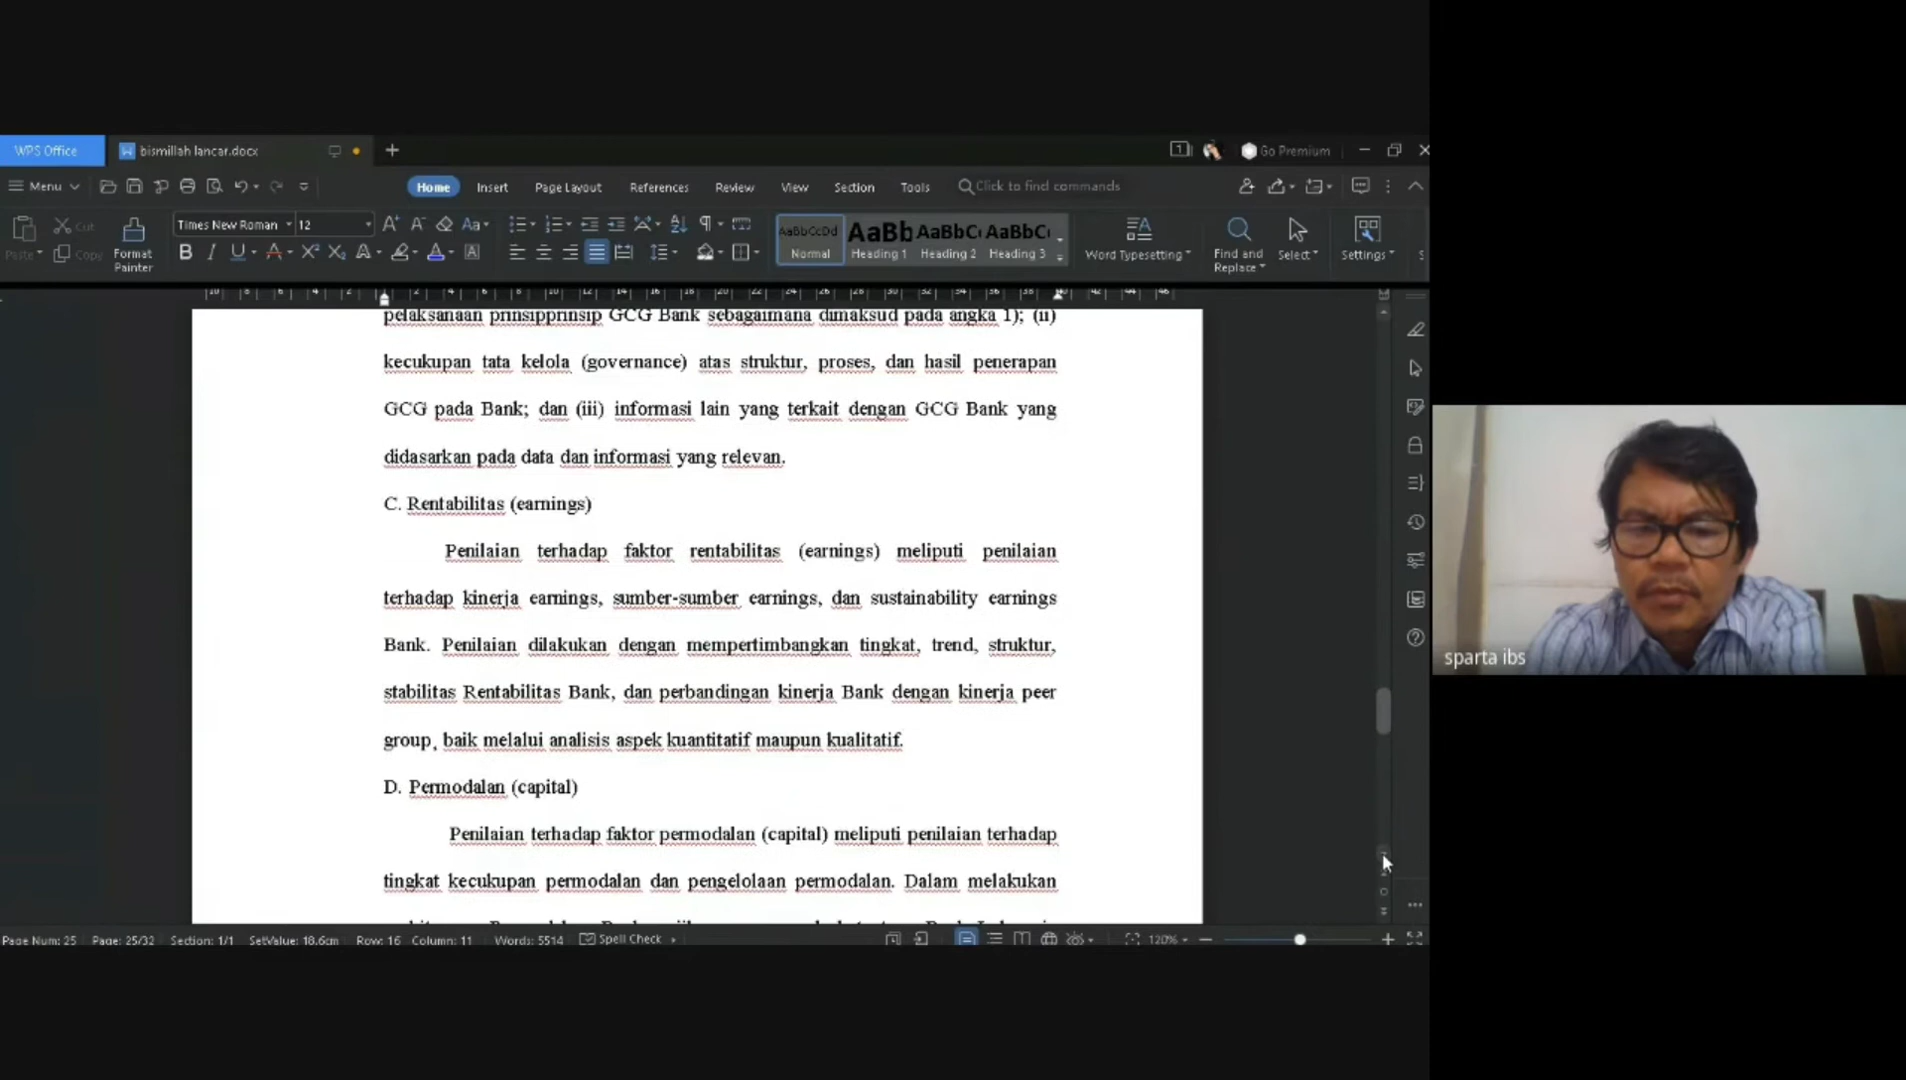 WPS Office
bismillah lancar.docx
Go Premium
Menu
Home Insert Page Layout References Review View Section Tools Click to find commands
Paste Cut Copy
Format Painter
Times New Roman 12
AaBbCcDd Normal
AaBb Heading 1
AaBbC Heading 2
AaBbC Heading 3
Word Typesetting
Find and Replace
Select
Settings
pelaksanaan prinsipprinsip GCG Bank sebagaimana dimaksud pada angka 1); (ii)
kecukupan tata kelola (governance) atas struktur, proses, dan hasil penerapan
GCG pada Bank; dan (iii) informasi lain yang terkait dengan GCG Bank yang
didasarkan pada data dan informasi yang relevan.
C. Rentabilitas (earnings)
Penilaian terhadap faktor rentabilitas (earnings) meliputi penilaian
terhadap kinerja earnings, sumber-sumber earnings, dan sustainability earnings
Bank. Penilaian dilakukan dengan mempertimbangkan tingkat, trend, struktur,
stabilitas Rentabilitas Bank, dan perbandingan kinerja Bank dengan kinerja peer
group, baik melalui analisis aspek kuantitatif maupun kualitatif.
D. Permodalan (capital)
Penilaian terhadap faktor permodalan (capital) meliputi penilaian terhadap
tingkat kecukupan permodalan dan pengelolaan permodalan. Dalam melakukan
Page Num: 25 Page: 25/32 Section: 1/1 SetValue: 18.6cm Row: 16 Column: 11 Words: 5514 Spell Check 120%
sparta ibs